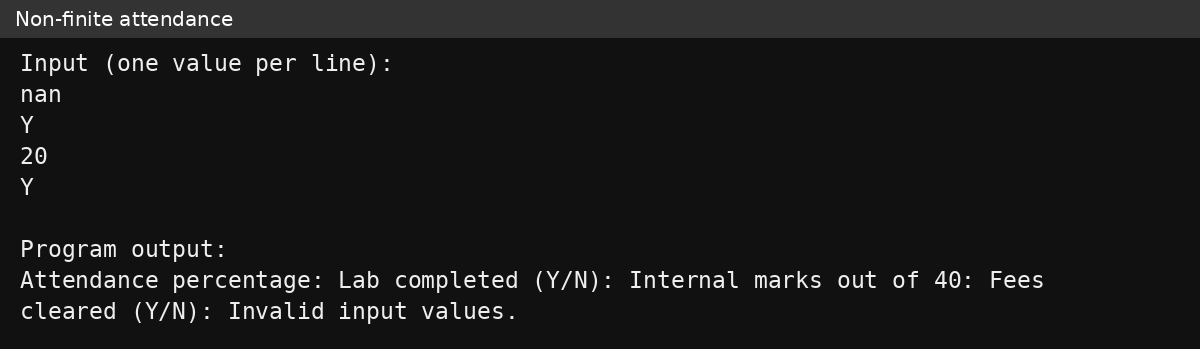 Non-finite attendance
Input (one value per line):
nan
Y
20
Y
Program output:
Attendance percentage: Lab completed (Y/N): Internal marks out of 40: Fees
cleared (Y/N): Invalid input values.